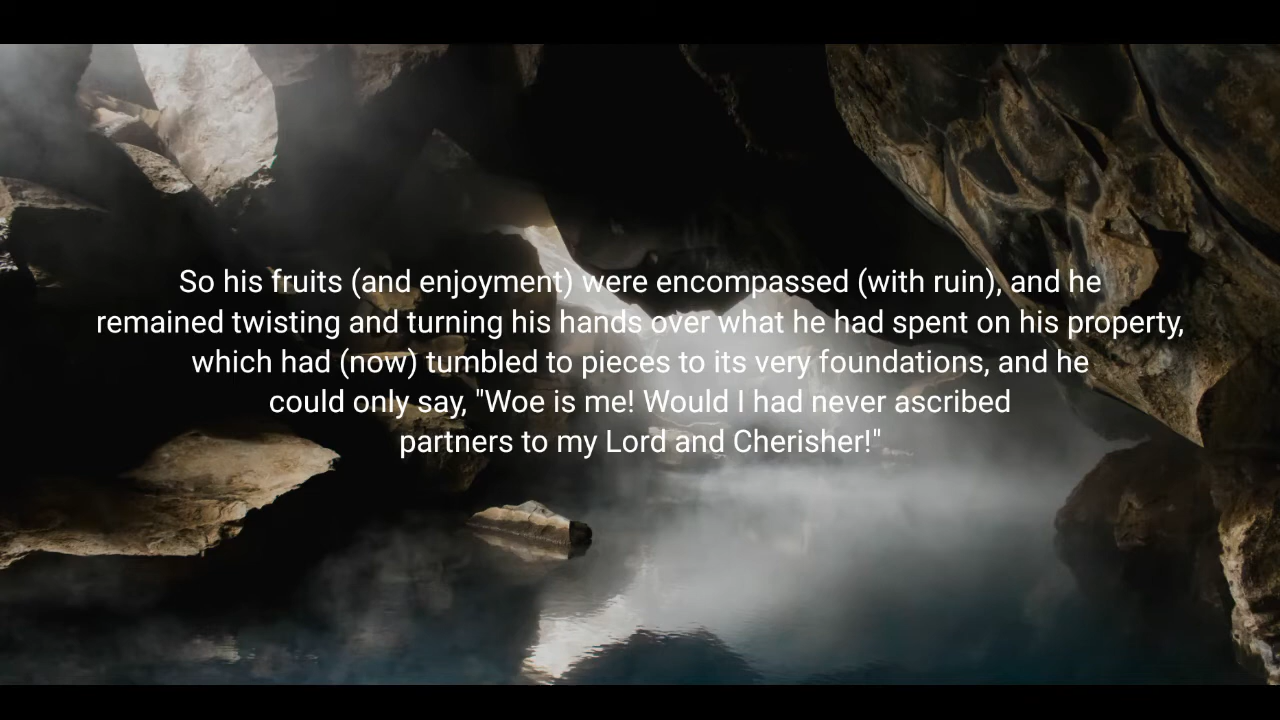 So his fruits (and enjoyment) were encompassed (with ruin), and he
remained twisting and turning his hands over what he had spent on his property,
which had (now) tumbled to pieces to its very foundations, and he
could only say, "Woe is me! Would I had never ascribed
partners to my Lord and Cherisher!"